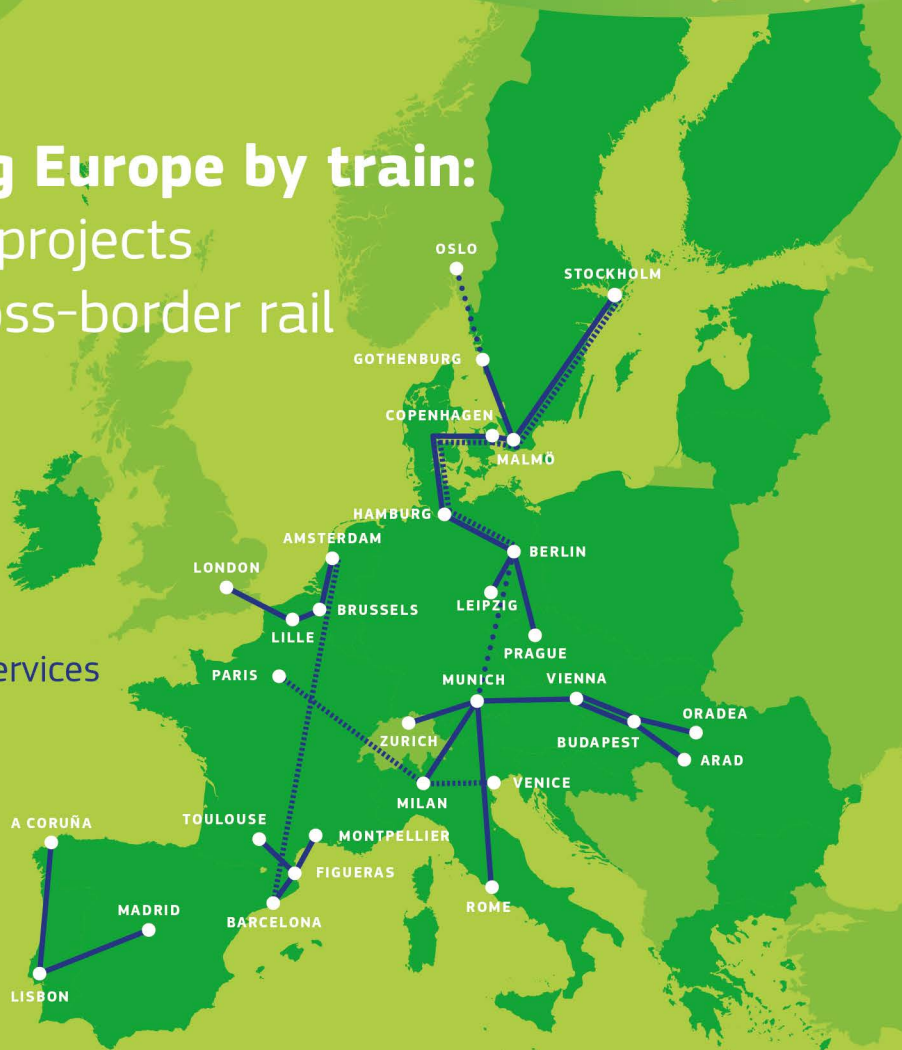 g Europe by train:
projects
oss-border rail
OSLO
STOCKHOLM
GOTHENBURG
COPENHAGEN
MALMÖ
HAMBURG
AMSTERDAM
BERLIN
LONDON
LEIPZIG
BRUSSELS
LILLE
PRAGUE
ervices
PARIS
MUNICH
VIENNA
ORADEA
ZURICH
BUDAPEST
ARAD
VENICE
MILAN
A CORUÑA
TOULOUSE
MONTPELLIER
FIGUERAS
MADRID
ROME
BARCELONA
LISBON